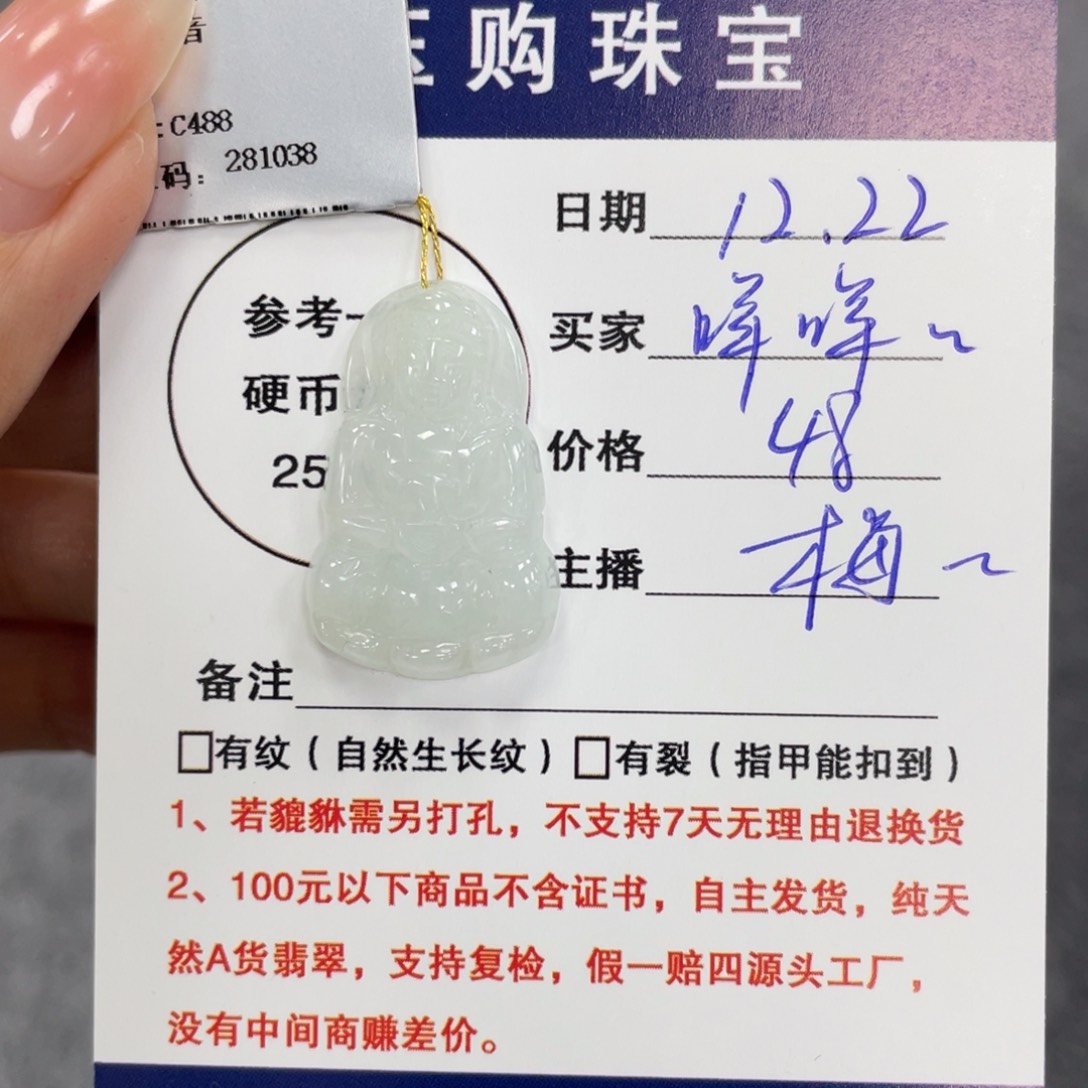 购珠宝
音
:C488
码：281038
日期 12.22
参考一
买家 哞哞~
硬币
价格 48
25
主播 梅~
备注
□有纹（自然生长纹）□有裂（指甲能扣到）
1、若貔貅需另打孔，不支持7天无理由退换货
2、100元以下商品不含证书，自主发货，纯天
然A货翡翠，支持复检，假一赔四源头工厂，
没有中间商赚差价。